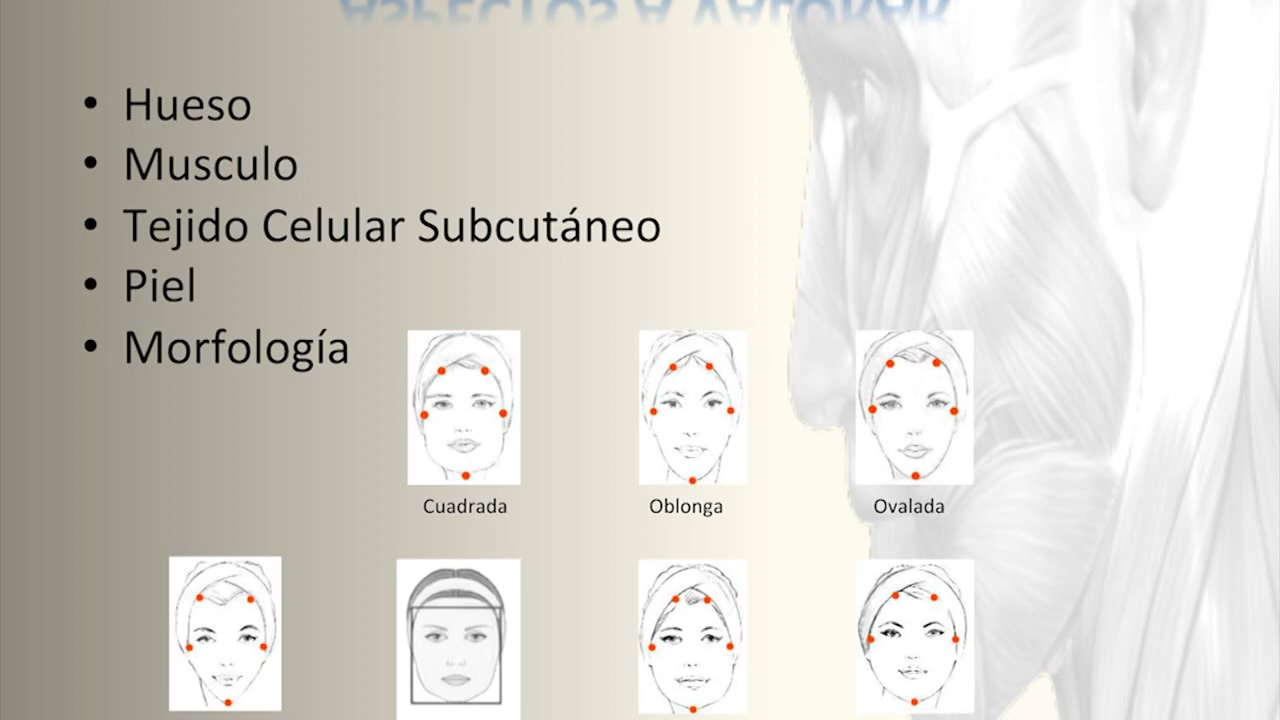 • Hueso
• Musculo
• Tejido Celular Subcutáneo
• Piel
• Morfología
Cuadrada
Oblonga
Ovalada